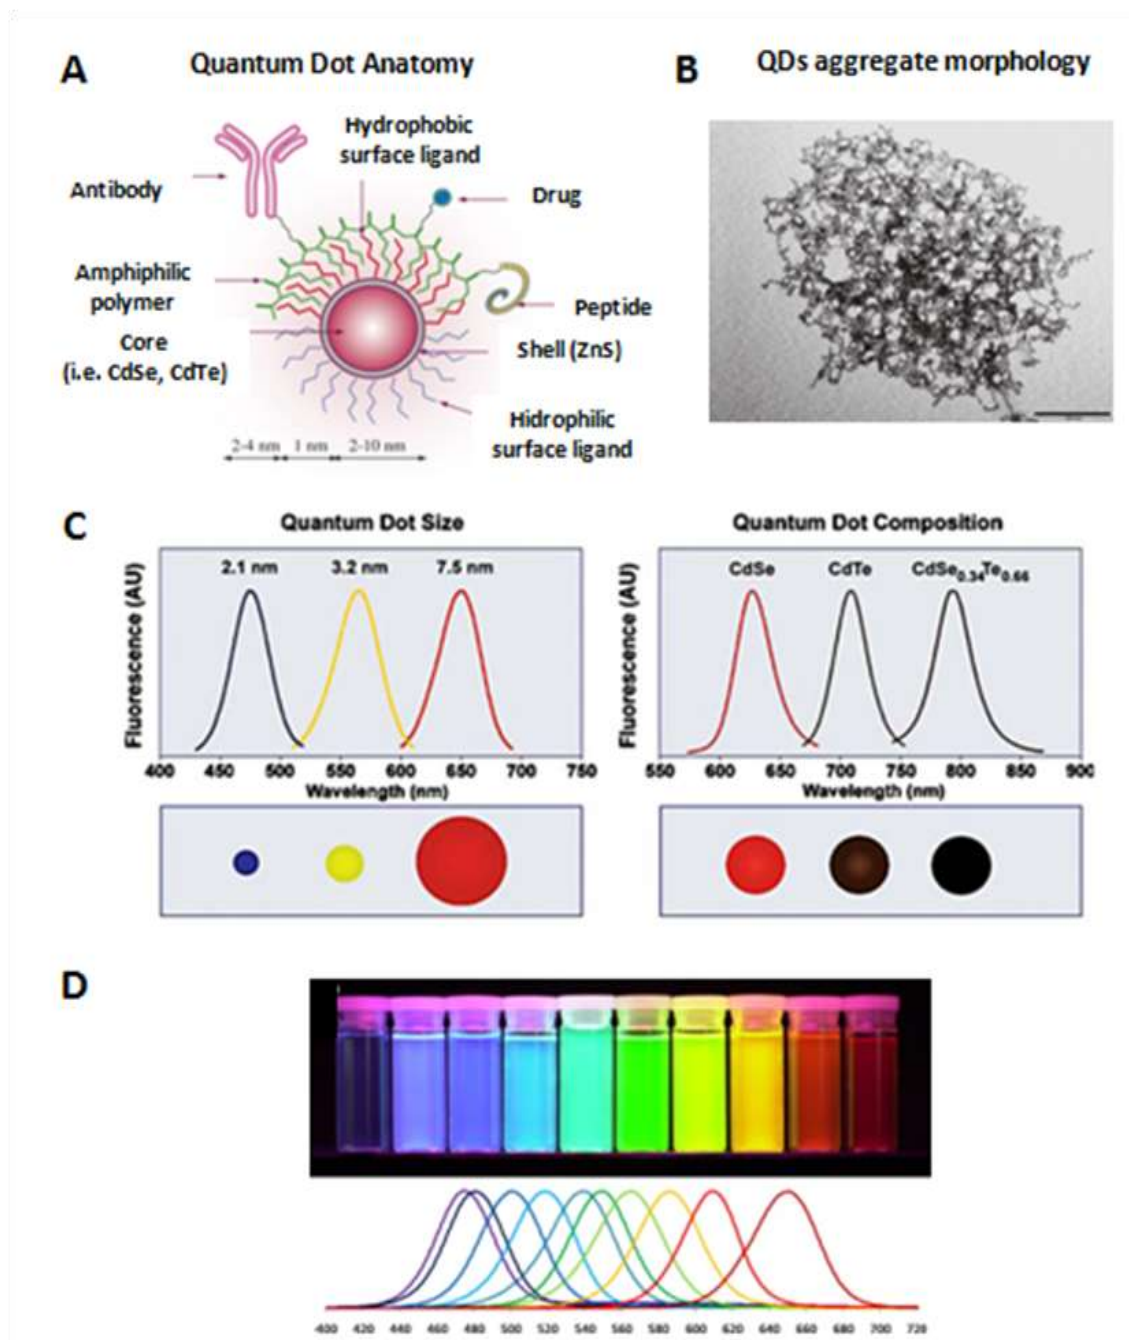 A
Quantum Dot Anatomy
Antibody
Hydrophobic
surface ligand
Drug
Amphiphilic
polymer
Peptide
Core
(i.e. CdSe, CdTe)
Shell (ZnS)
Hidrophilic
surface ligand
2-4 nm 1 nm 2-10 nm
B
QDs aggregate morphology
C
Quantum Dot Size
Fluorescence (AU)
2.1 nm 3.2 nm 7.5 nm
400 450 500 550 600 650 700 750
Wavelength (nm)
Quantum Dot Composition
Fluorescence (AU)
CdSe CdTe CdSe0.34Te0.66
550 600 650 700 750 800 850 900
Wavelength (nm)
D
400 420 440 460 480 500 520 540 560 580 600 620 640 660 680 700 720